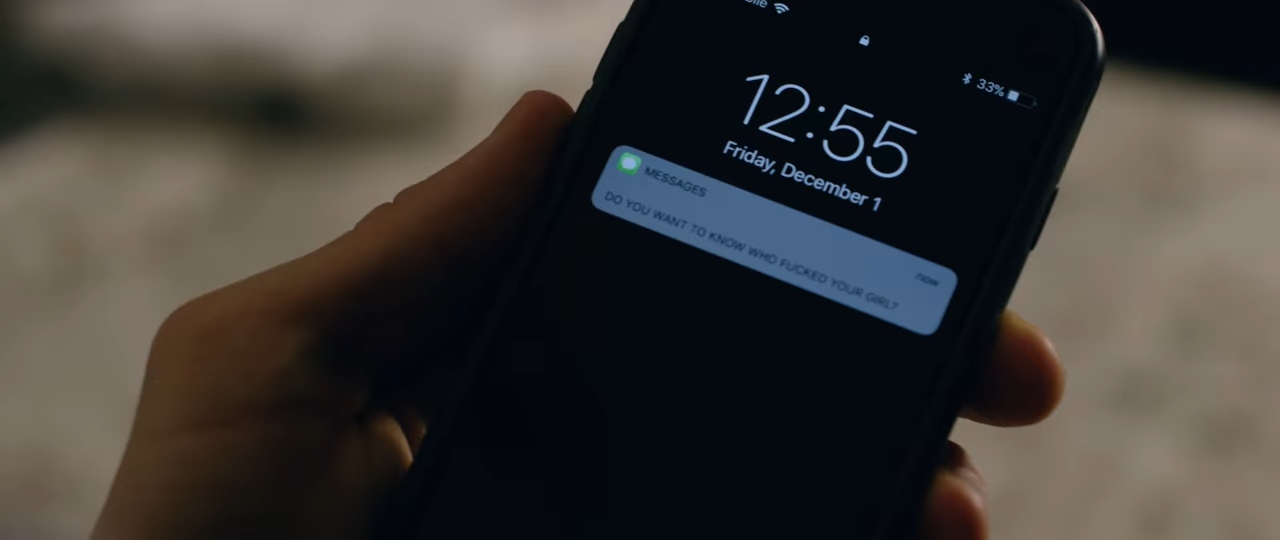 33%
12:55
Friday, December 1
MESSAGES
now
DO YOU WANT TO KNOW WHO FUCKED YOUR GIRL?